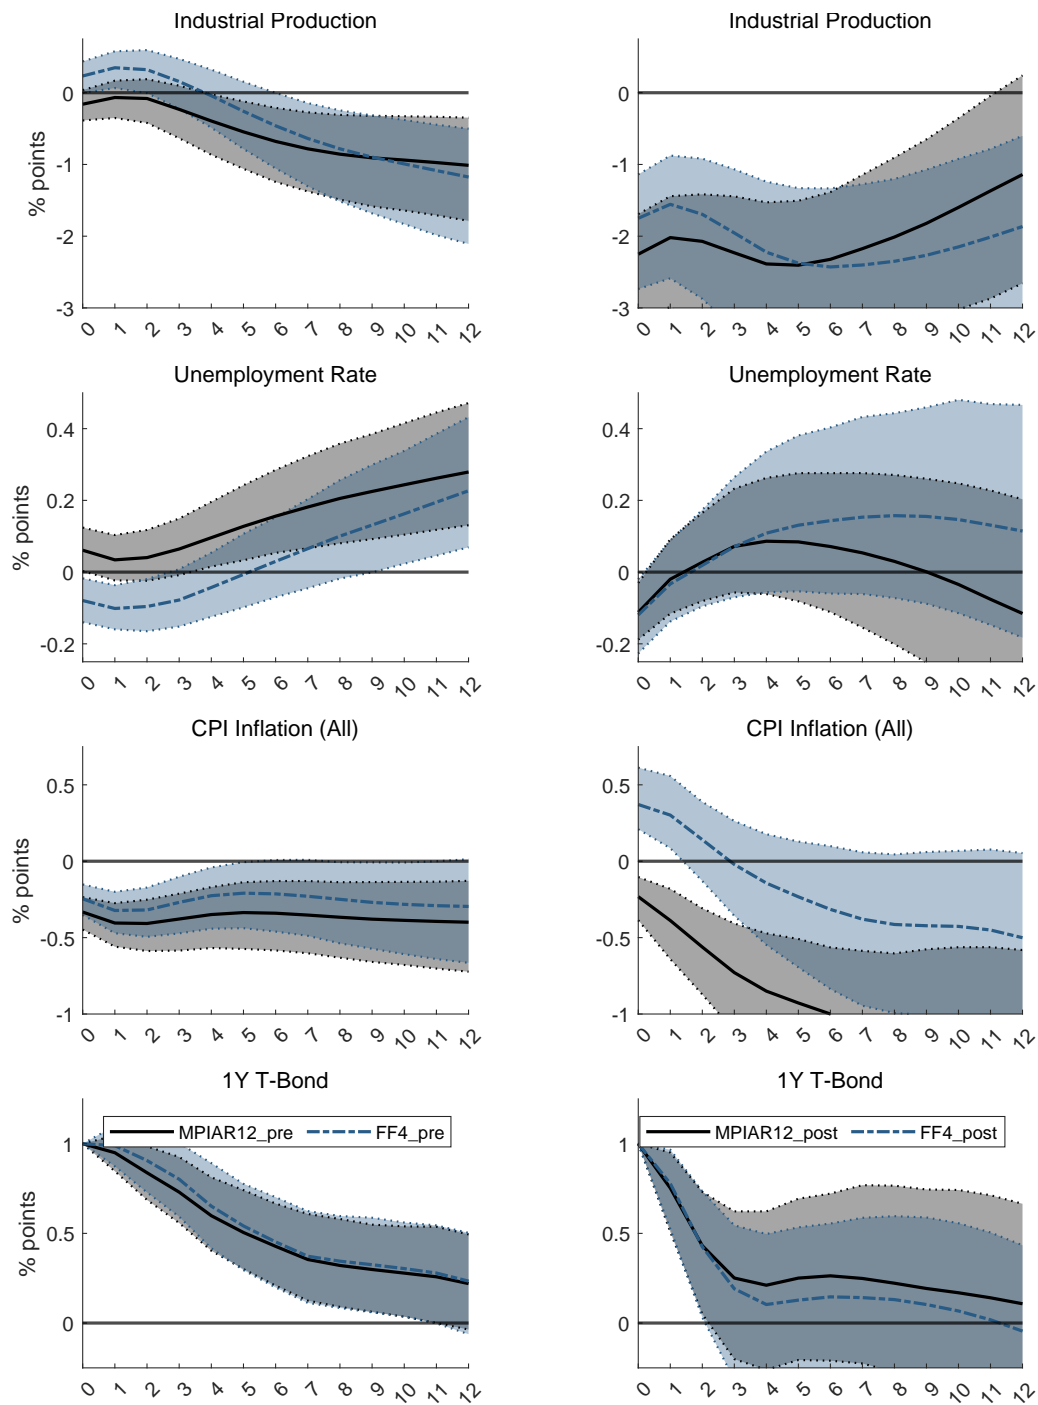 Industrial Production
% points
0
-1
-2
-3
0 1 2 3 4 5 6 7 8 9 10 11 12
Industrial Production
0
-1
-2
-3
0 1 2 3 4 5 6 7 8 9 10 11 12
Unemployment Rate
% points
0.4
0.2
0
-0.2
0 1 2 3 4 5 6 7 8 9 10 11 12
Unemployment Rate
0.4
0.2
0
-0.2
0 1 2 3 4 5 6 7 8 9 10 11 12
CPI Inflation (All)
% points
0.5
0
-0.5
-1
0 1 2 3 4 5 6 7 8 9 10 11 12
CPI Inflation (All)
0.5
0
-0.5
-1
0 1 2 3 4 5 6 7 8 9 10 11 12
1Y T-Bond
MPIAR12_pre FF4_pre
% points
1
0.5
0
0 1 2 3 4 5 6 7 8 9 10 11 12
1Y T-Bond
MPIAR12_post FF4_post
1
0.5
0
0 1 2 3 4 5 6 7 8 9 10 11 12